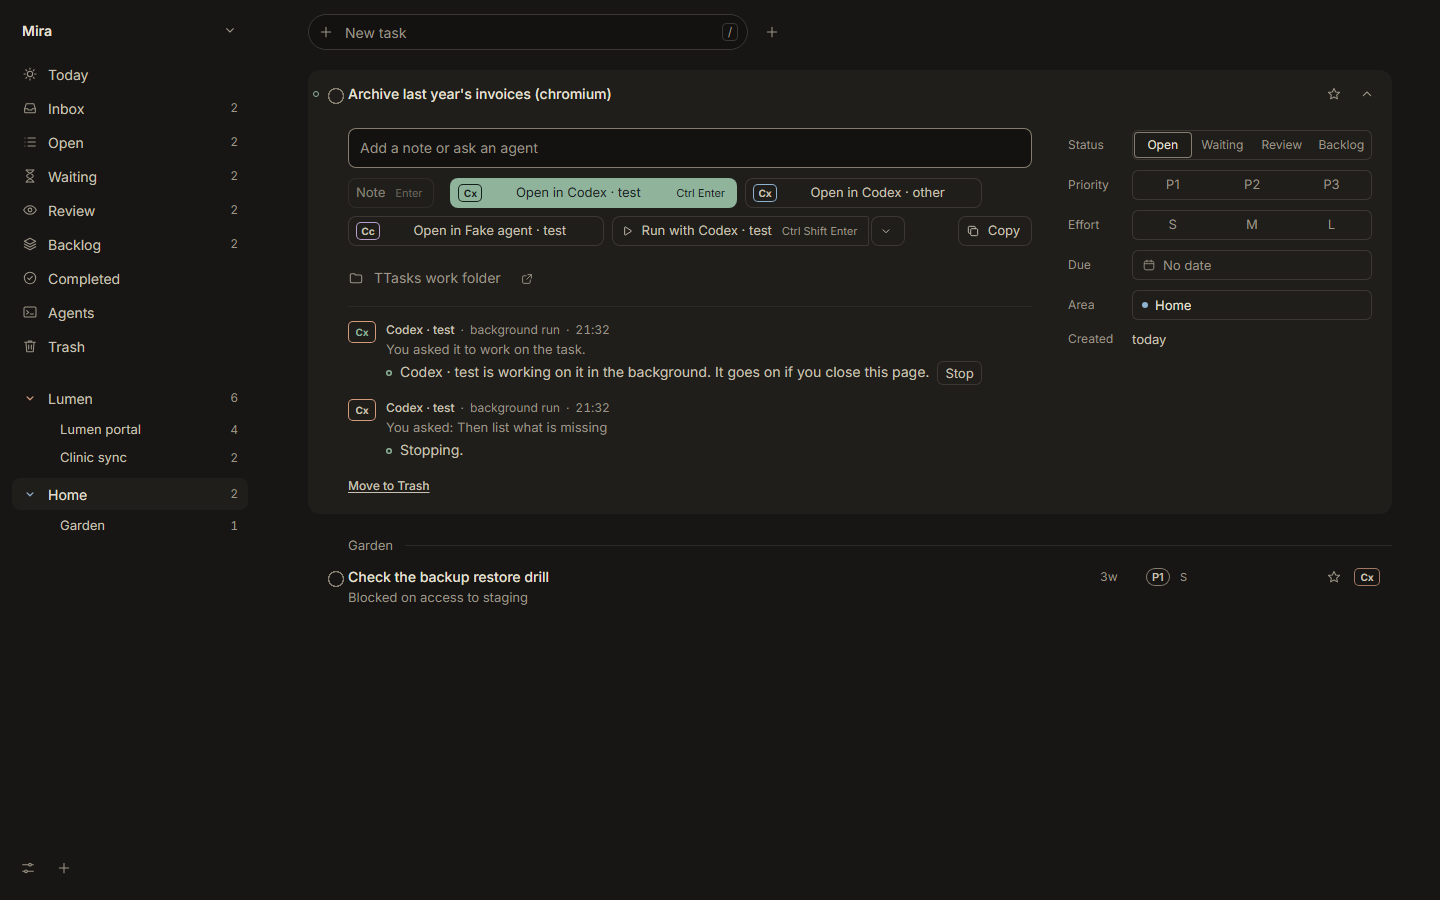 Mira
Today
Inbox 2
Open 2
Waiting 2
Review 2
Backlog 2
Completed
Agents
Trash
Lumen 6
Lumen portal 4
Clinic sync 2
Home 2
Garden 1
New task /
Archive last year's invoices (chromium)
Add a note or ask an agent
Note Enter
Cx Open in Codex · test Ctrl Enter
Cx Open in Codex · other
Cc Open in Fake agent · test
Run with Codex · test Ctrl Shift Enter
Copy
TTasks work folder
Cx Codex · test · background run · 21:32
You asked it to work on the task.
Codex · test is working on it in the background. It goes on if you close this page. Stop
Cx Codex · test · background run · 21:32
You asked: Then list what is missing
Stopping.
Move to Trash
Status Open Waiting Review Backlog
Priority P1 P2 P3
Effort S M L
Due No date
Area Home
Created today
Garden
Check the backup restore drill 3w P1 S Cx
Blocked on access to staging